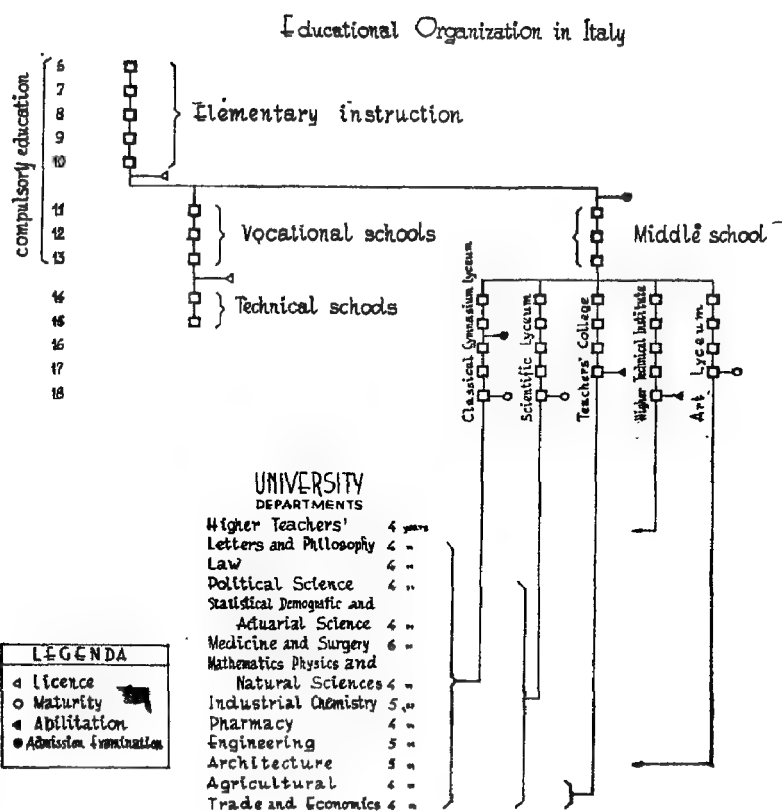 Educational Organization in Italy
compulsory education
6
7
8
9
10
11
12
13
14
15
16
17
18
Elementary instruction
Vocational schools
Middle school
Technical schools
Classical Gymnasium Lyceum
Scientific Lyceum
Teachers' College
Higher Technical Institute
Art Lyceum
UNIVERSITY
DEPARTMENTS
Higher Teachers' 4 years
Letters and Philosophy 4 "
Law 4 "
Political Science 4 "
Statistical Demografic and
Actuarial Science 4 "
Medicine and Surgery 6 "
Mathematics Physics and
Natural Sciences 4 "
Industrial Chemistry 5 "
Pharmacy 4 "
Engineering 5 "
Architecture 5 "
Agricultural 4 "
Trade and Economics 4 "
LEGENDA
Licence
Maturity
Abilitation
Admission Examination